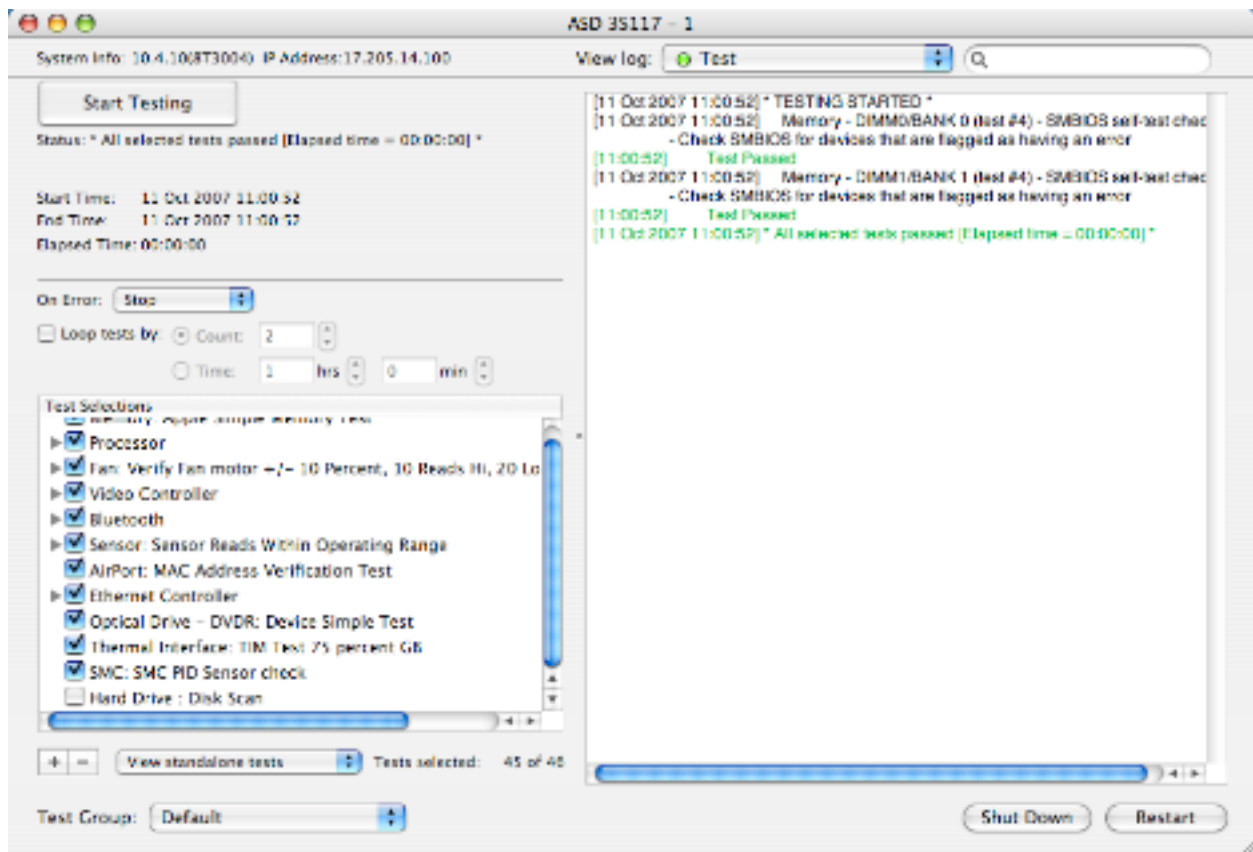 ASD 3S117 - 1
System Info: 10.4.10(8T3004) IP Address:17.205.14.100
View log: Test
Start Testing
Status: * All selected tests passed [Elapsed time = 00:00:00] *
Start Time: 11 Oct 2007 11:00:52
End Time: 11 Oct 2007 11:00:52
Elapsed Time: 00:00:00
On Error: Stop
Loop tests by: Count: 2
Time: 1 hrs 0 min
Test Selections
Memory: Apple Simple Memory Test
Processor
Fan: Verify Fan motor +/- 10 Percent, 10 Reads Hi, 20 Lo
Video Controller
Bluetooth
Sensor: Sensor Reads Within Operating Range
AirPort: MAC Address Verification Test
Ethernet Controller
Optical Drive - DVDR: Device Simple Test
Thermal Interface: TIM Test 75 percent GB
SMC: SMC PID Sensor check
Hard Drive : Disk Scan
+ - View standalone tests Tests selected: 45 of 46
Test Group: Default
[11 Oct 2007 11:00:52] * TESTING STARTED *
[11 Oct 2007 11:00:52] Memory - DIMM0/BANK 0 (test #4) - SMBIOS self-test chec
- Check SMBIOS for devices that are flagged as having an error
[11:00:52] Test Passed
[11 Oct 2007 11:00:52] Memory - DIMM1/BANK 1 (test #4) - SMBIOS self-test chec
- Check SMBIOS for devices that are flagged as having an error
[11:00:52] Test Passed
[11 Oct 2007 11:00:52] * All selected tests passed [Elapsed time = 00:00:00] *
Shut Down Restart